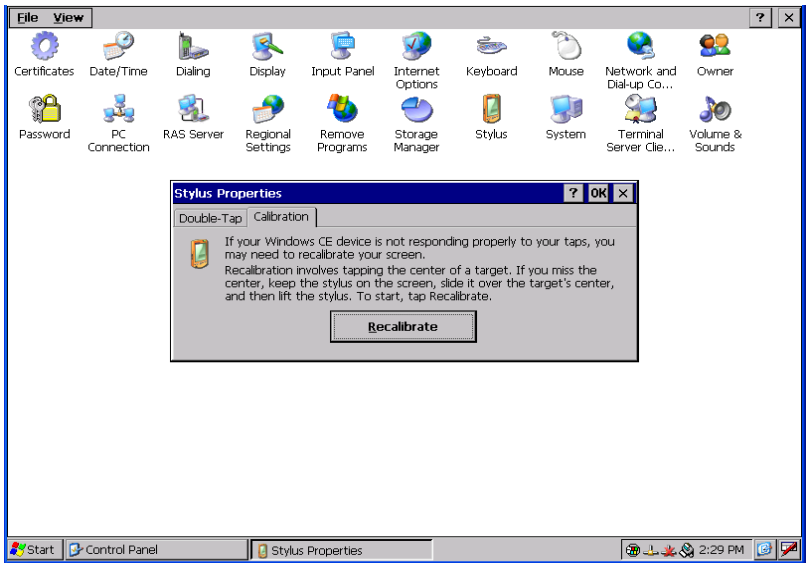 File View ? ×
Certificates Date/Time Dialing Display Input Panel Internet Options Keyboard Mouse Network and Dial-up Co... Owner
Password PC Connection RAS Server Regional Settings Remove Programs Storage Manager Stylus System Terminal Server Clie... Volume & Sounds
Stylus Properties ? OK ×
Double-Tap Calibration
If your Windows CE device is not responding properly to your taps, you
may need to recalibrate your screen.
Recalibration involves tapping the center of a target. If you miss the
center, keep the stylus on the screen, slide it over the target's center,
and then lift the stylus. To start, tap Recalibrate.
Recalibrate
Start Control Panel Stylus Properties 2:29 PM